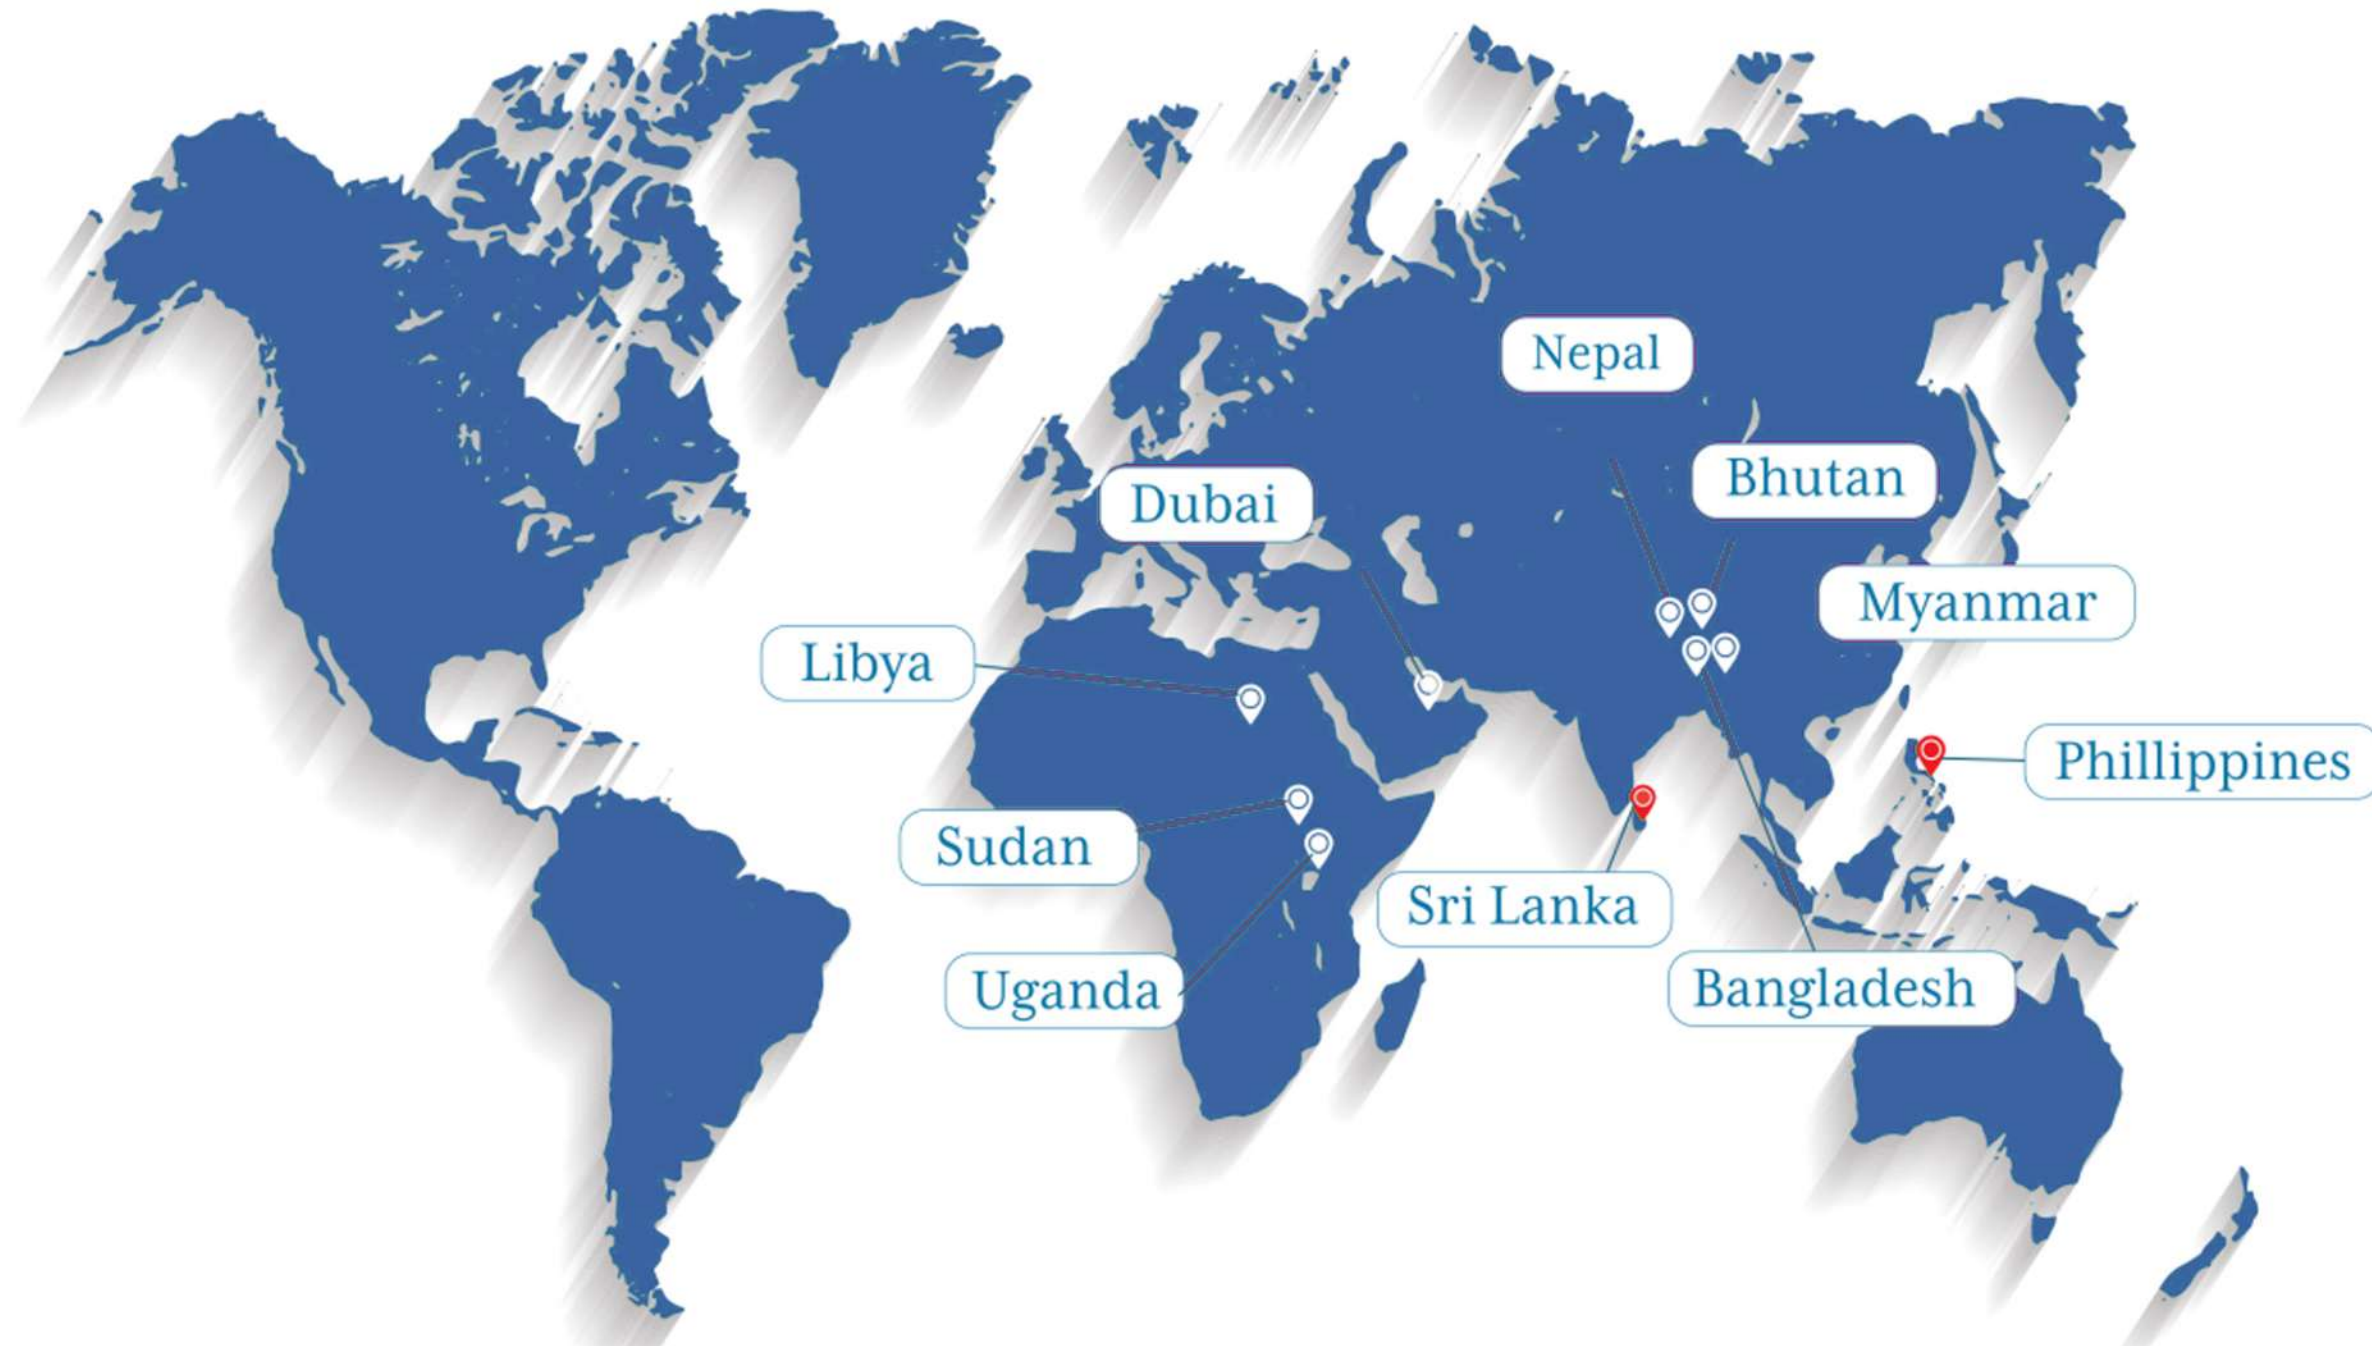 Nepal
Bhutan
Dubai
Myanmar
Libya
Phillippines
Sudan
Sri Lanka
Uganda
Bangladesh